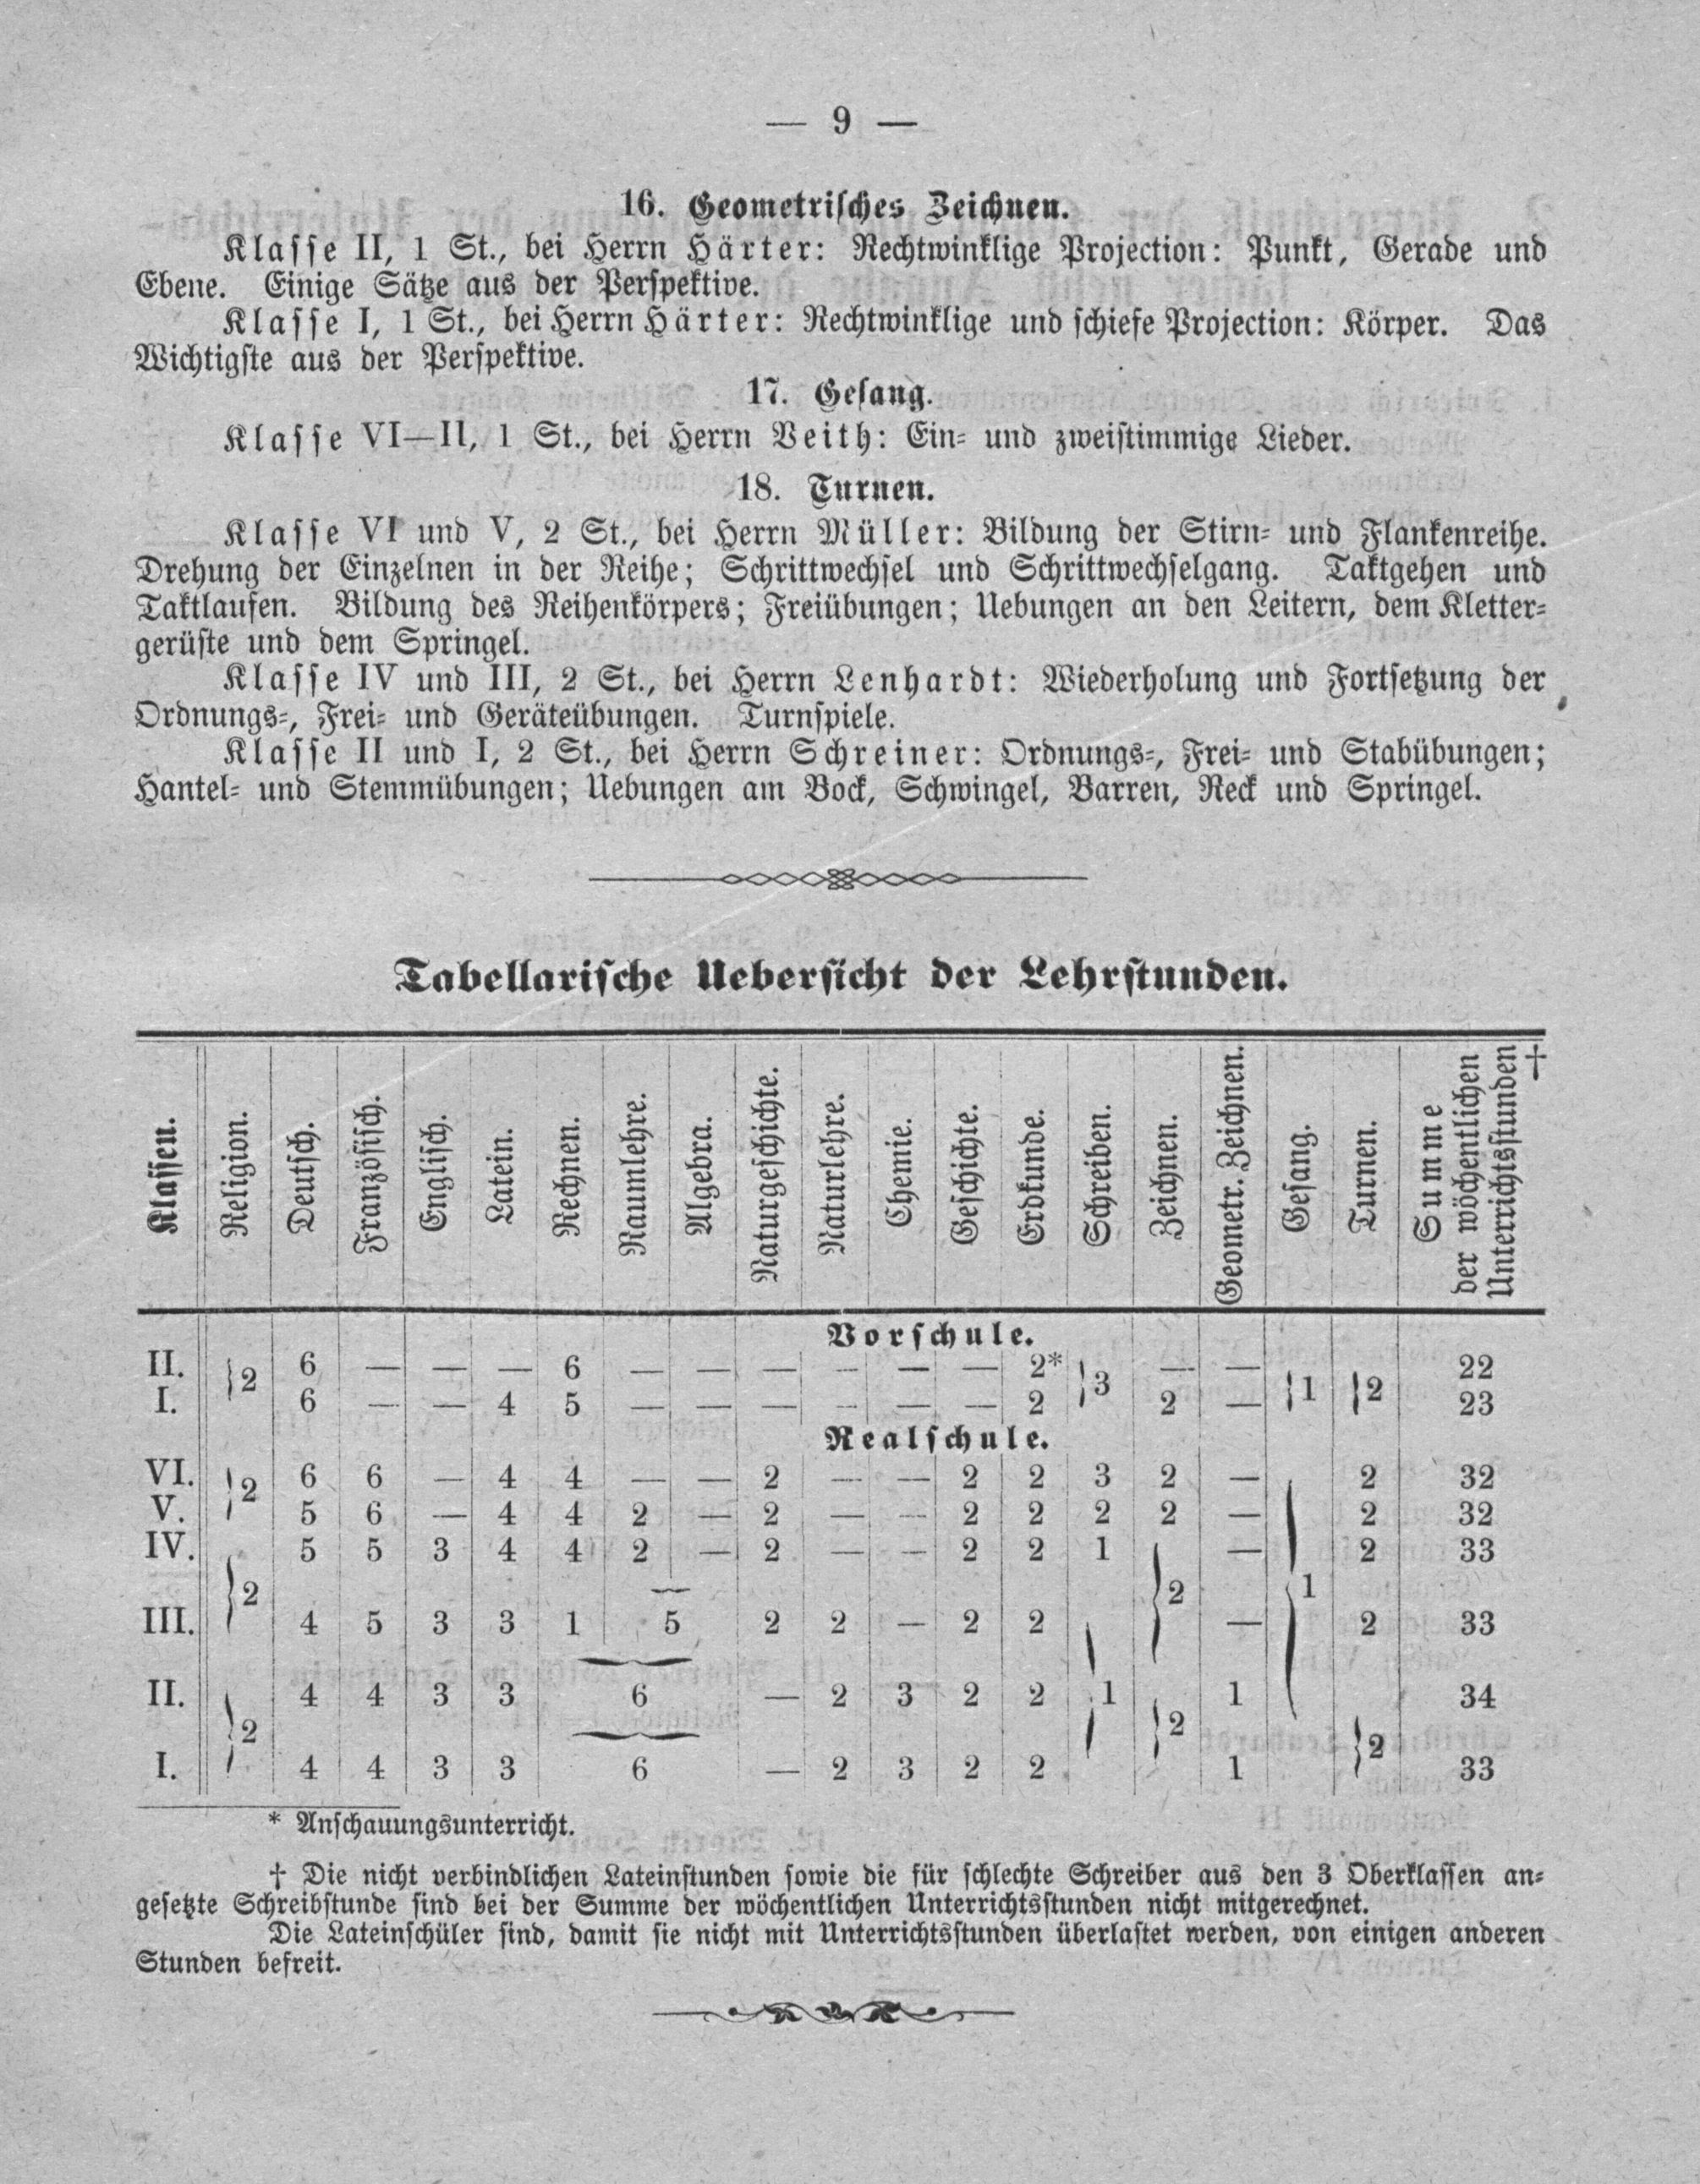 — 9 —
16. Geometrisches Zeichnen.
Klasse II, 1 St., bei Herrn Härter: Rechtwinklige Projection: Punkt, Gerade und
Ebene. Einige Sätze aus der Perspektive.
Klasse I, 1 St., bei Herrn Härter: Rechtwinklige und schiefe Projection: Körper. Das
Wichtigste aus der Perspektive.
17. Gesang.
Klasse VI—II, 1 St., bei Herrn Veith: Ein- und zweistimmige Lieder.
18. Turnen.
Klasse VI und V, 2 St., bei Herrn Müller: Bildung der Stirn- und Flankenreihe.
Drehung der Einzelnen in der Reihe; Schrittwechsel und Schrittwechselgang. Taktgehen und
Taktlaufen. Bildung des Reihenkörpers; Freiübungen; Uebungen an den Leitern, dem Kletter-
gerüste und dem Springel.
Klasse IV und III, 2 St., bei Herrn Lenhardt: Wiederholung und Fortsetzung der
Ordnungs-, Frei- und Geräteübungen. Turnspiele.
Klasse II und I, 2 St., bei Herrn Schreiner: Ordnungs-, Frei- und Stabübungen;
Hantel- und Stemmübungen; Uebungen am Bock, Schwingel, Barren, Reck und Springel.
Tabellarische Uebersicht der Lehrstunden.
Klassen. Religion. Deutsch. Französisch. Englisch. Latein. Rechnen. Raumlehre. Algebra. Naturgeschichte. Naturlehre. Chemie. Geschichte. Erdkunde. Schreiben. Zeichnen. Geometr. Zeichnen. Gesang. Turnen. Summe der wöchentlichen Unterrichtsstunden †
Vorschule.
II. }2 6 — — — 6 — — — — — — 2* }3 — — }1 }2 22
I. 6 — — 4 5 — — — — — — 2 2 — 23
Realschule.
VI. }2 6 6 — 4 4 — — 2 — — 2 2 3 2 — 2 32
V. 5 6 — 4 4 2 — 2 — — 2 2 2 2 — 2 32
IV. 5 5 3 4 4 2 — 2 — — 2 2 1 — 2 33
}2 }2 }1
III. 4 5 3 3 1 5 2 2 — 2 2 — 2 33
II. 4 4 3 3 6 — 2 3 2 2 1 1 34
}2 }2 }2
I. 4 4 3 3 6 — 2 3 2 2 1 33
* Anschauungsunterricht.
† Die nicht verbindlichen Lateinstunden sowie die für schlechte Schreiber aus den 3 Oberklassen an-
gesetzte Schreibstunde sind bei der Summe der wöchentlichen Unterrichtsstunden nicht mitgerechnet.
Die Lateinschüler sind, damit sie nicht mit Unterrichtsstunden überlastet werden, von einigen anderen
Stunden befreit.